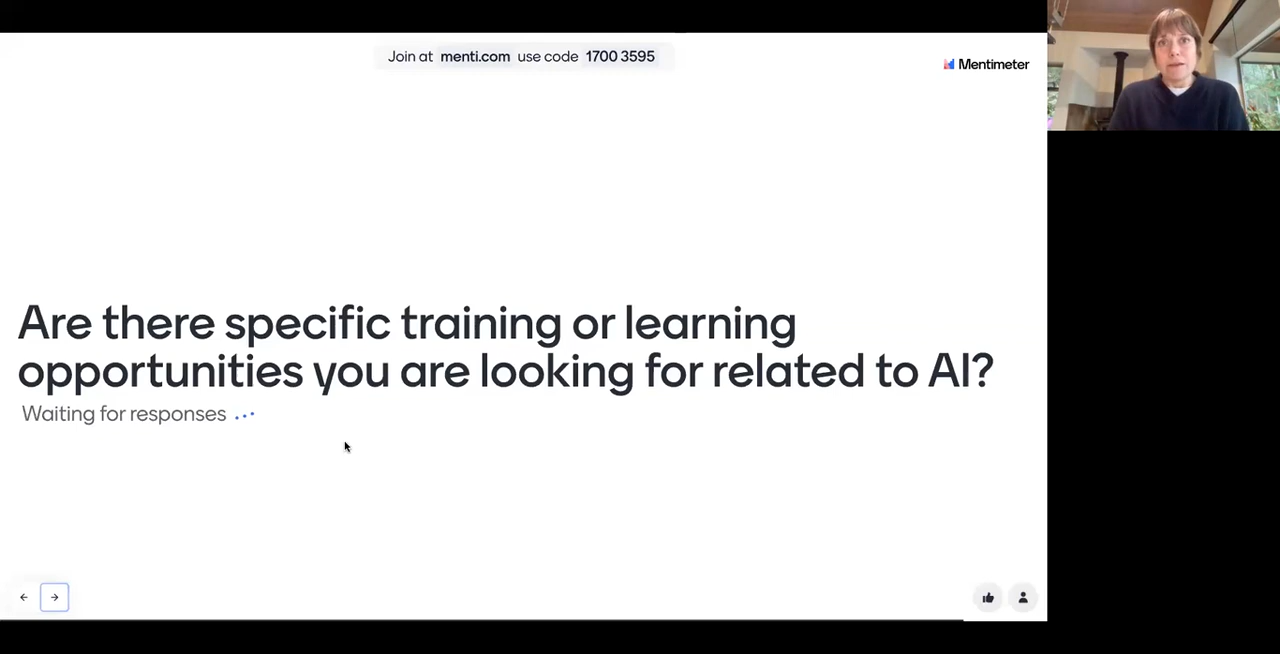 Join at menti.com use code 1700 3595
Mentimeter
Are there specific training or learning
opportunities you are looking for related to AI?
Waiting for responses